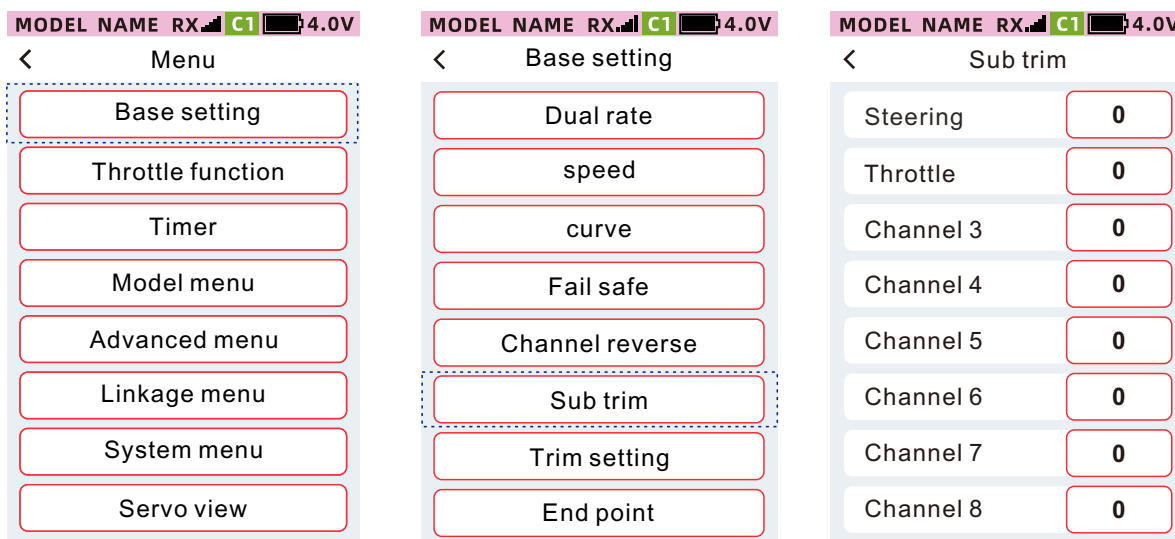 MODEL NAME RX C1 4.0V
Menu
Base setting
Throttle function
Timer
Model menu
Advanced menu
Linkage menu
System menu
Servo view
MODEL NAME RX C1 4.0V
Base setting
Dual rate
speed
curve
Fail safe
Channel reverse
Sub trim
Trim setting
End point
MODEL NAME RX C1 4.0V
Sub trim
Steering 0
Throttle 0
Channel 3 0
Channel 4 0
Channel 5 0
Channel 6 0
Channel 7 0
Channel 8 0